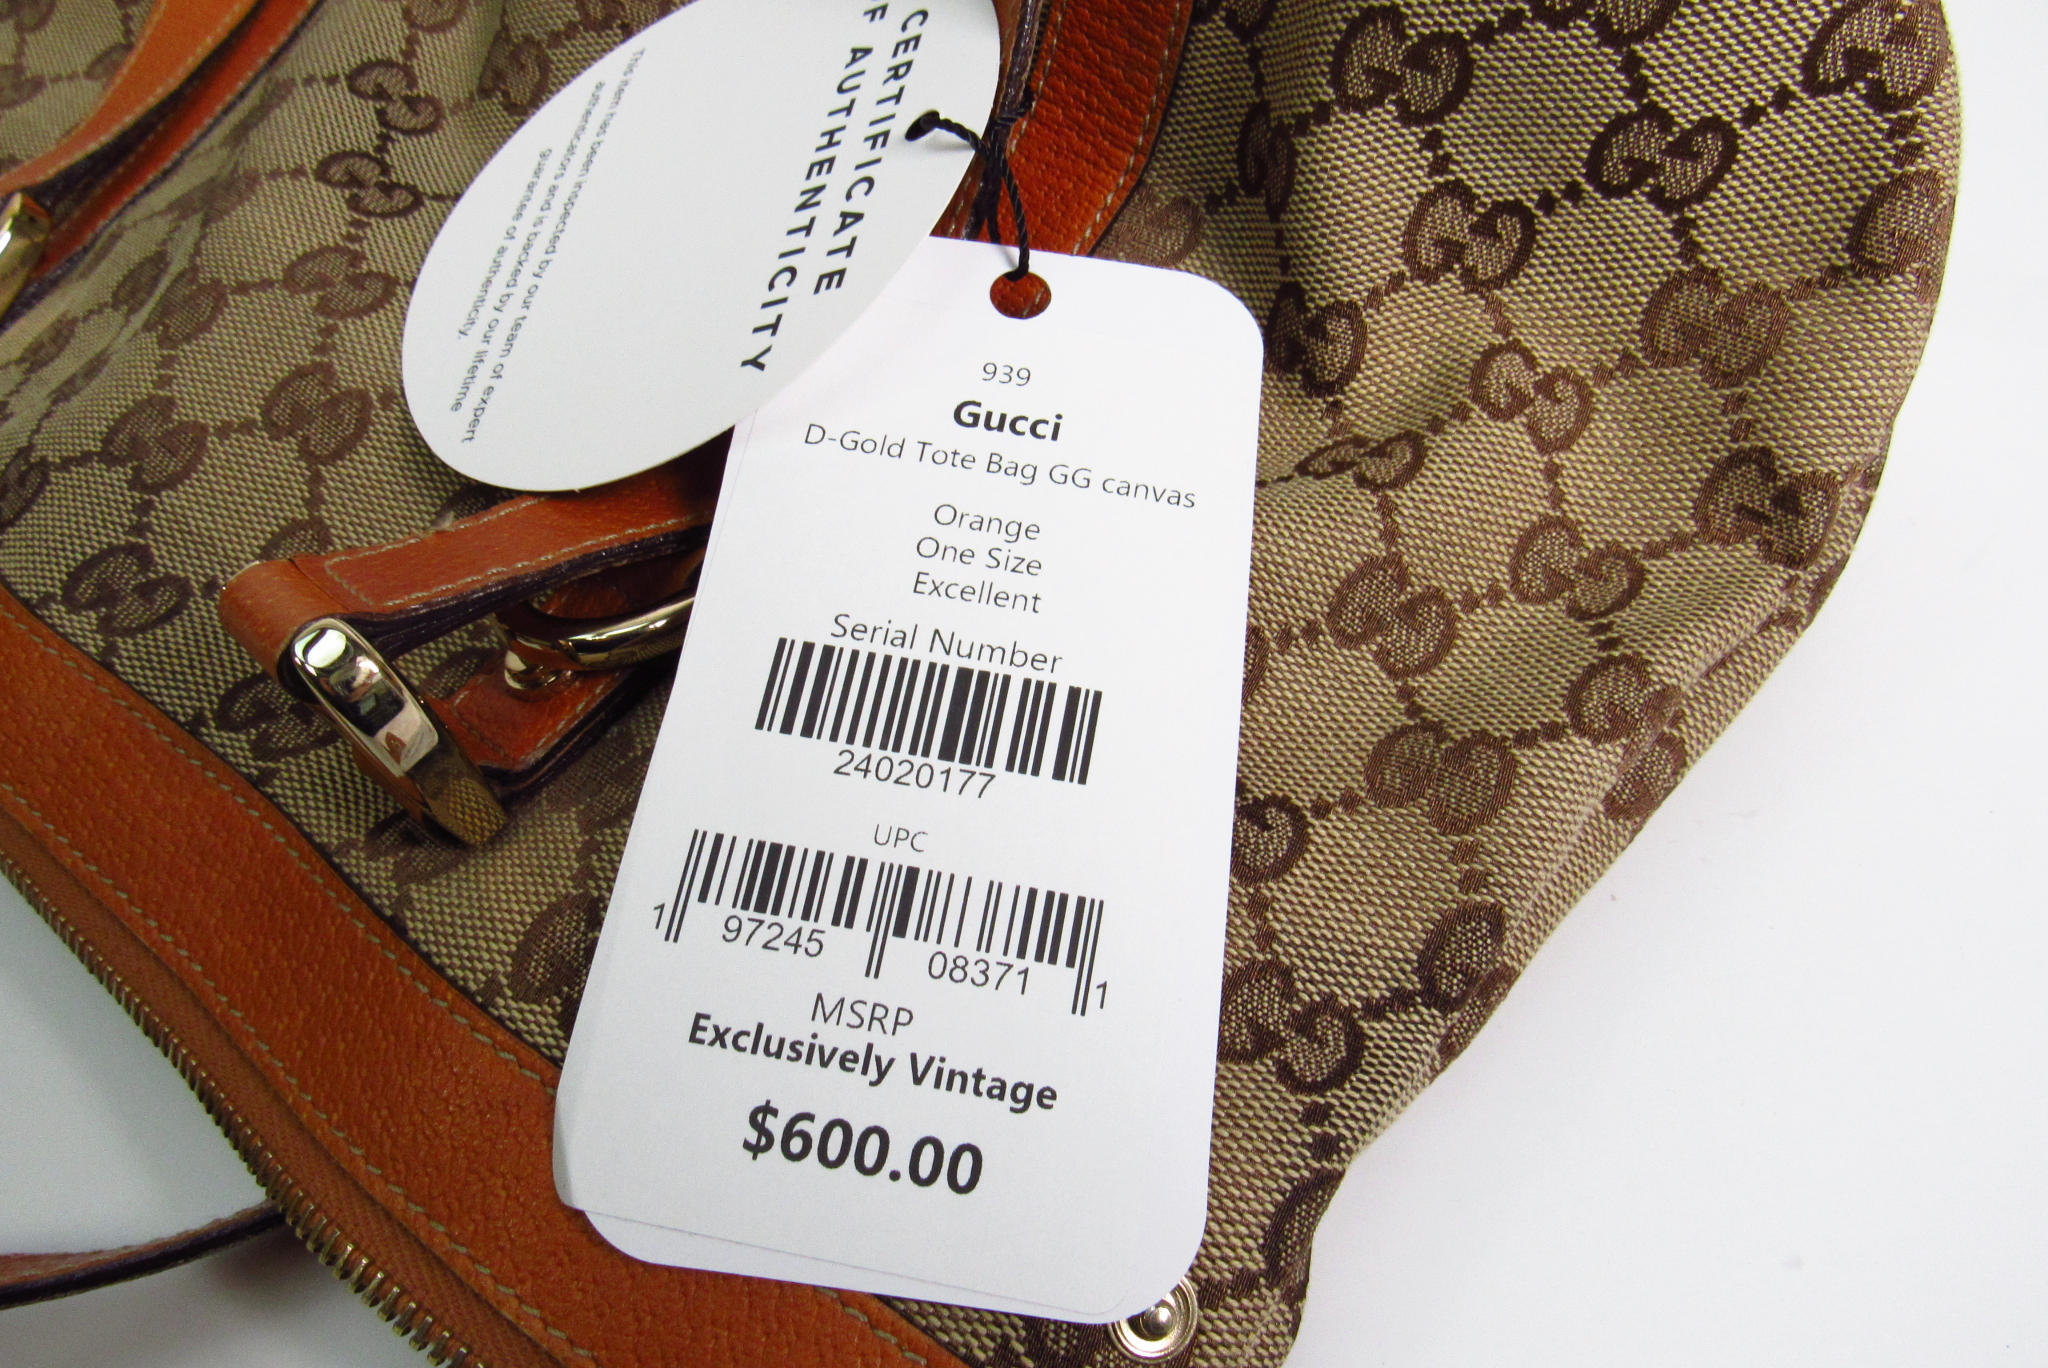 CERTIFICATE
OF AUTHENTICITY
This item has been inspected by our team of expert
authenticators and is backed by our lifetime
guarantee of authenticity.
939
Gucci
D-Gold Tote Bag GG canvas
Orange
One Size
Excellent
Serial Number
24020177
UPC
1 97245 08371 1
MSRP
Exclusively Vintage
$600.00